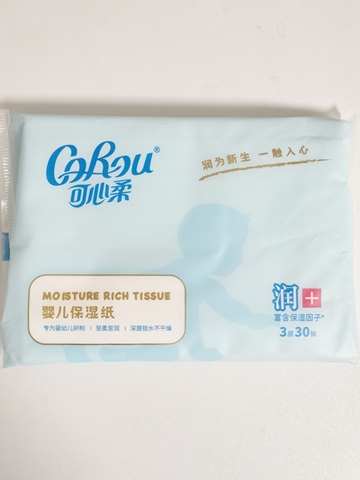 CoRou®
可心柔
润为新生 一触入心
MOISTURE RICH TISSUE
婴儿保湿纸
专为婴幼儿研制 | 至柔至润 | 深层锁水不干燥
润+
富含保湿因子*
3层30抽